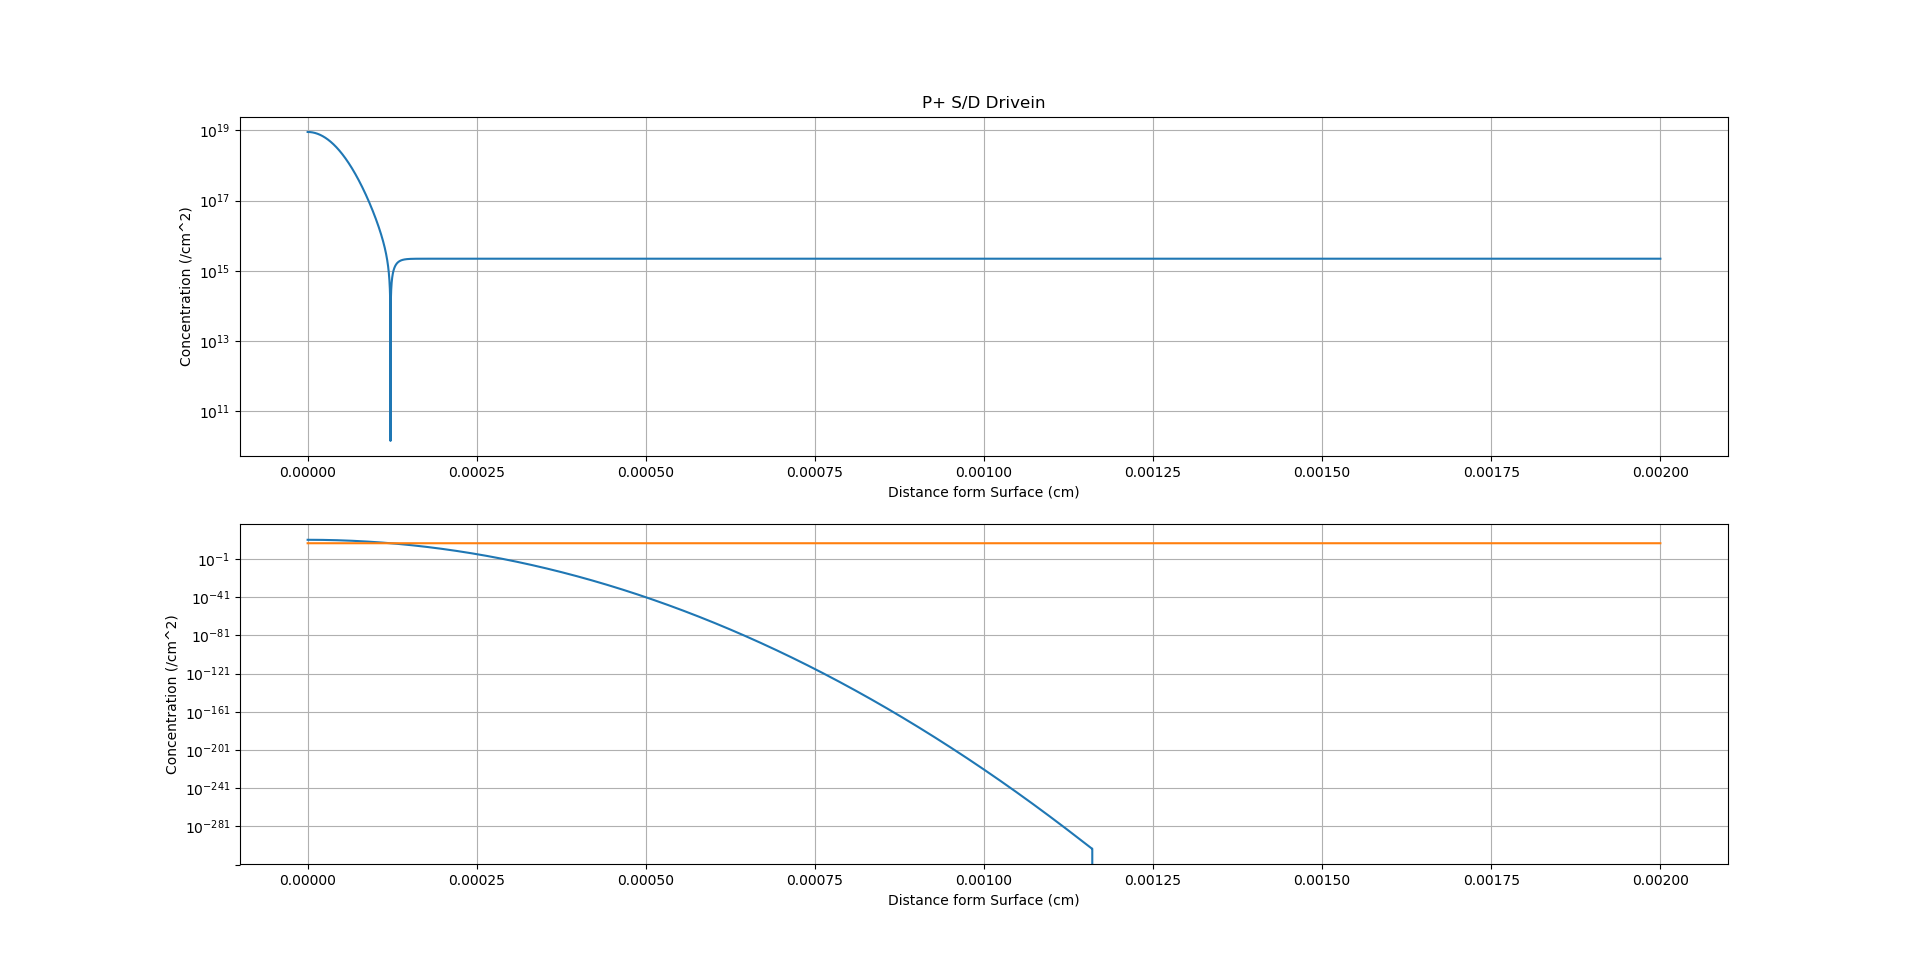 P+ S/D Drivein
10^19
10^17
10^15
10^13
10^11
Concentration (/cm^2)
0.00000 0.00025 0.00050 0.00075 0.00100 0.00125 0.00150 0.00175 0.00200
Distance form Surface (cm)
10^−1
10^−41
10^−81
10^−121
10^−161
10^−201
10^−241
10^−281
Concentration (/cm^2)
0.00000 0.00025 0.00050 0.00075 0.00100 0.00125 0.00150 0.00175 0.00200
Distance form Surface (cm)